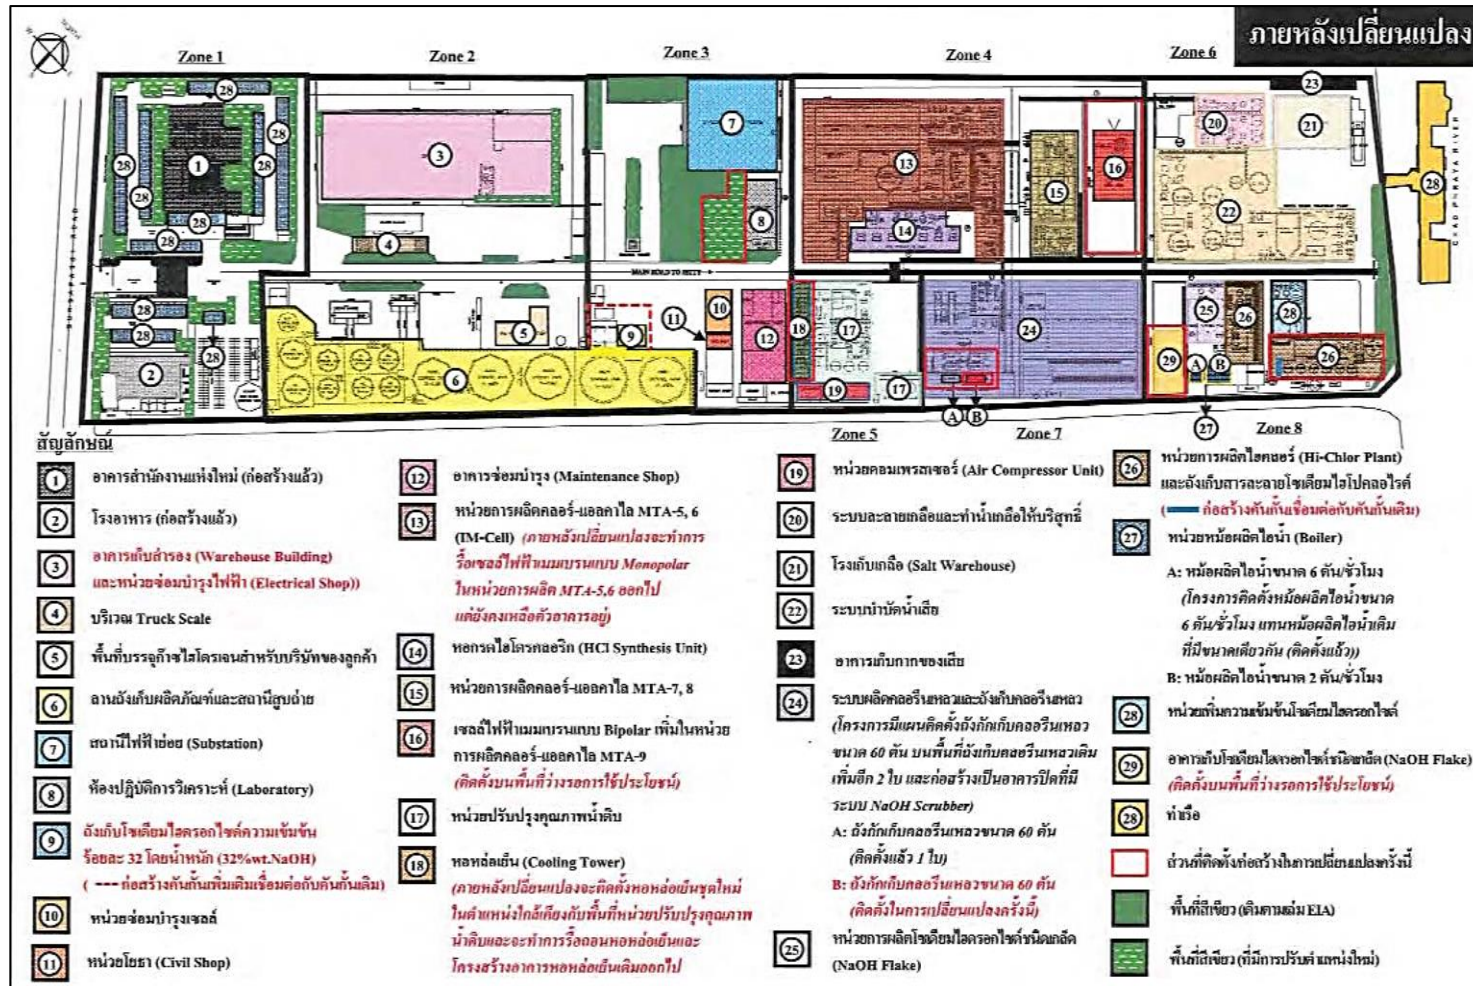 ภายหลังเปลี่ยนแปลง
Zone 1
Zone 2
Zone 3
Zone 4
Zone 6
MAIN ROAD TO JETTY
CHAO PHRAYA RIVER
Zone 5
Zone 7
Zone 8
สัญลักษณ์
1 อาคารสำนักงานแห่งใหม่ (ก่อสร้างแล้ว)
2 โรงอาหาร (ก่อสร้างแล้ว)
3 อาคารเก็บสำรอง (Warehouse Building)
และหน่วยซ่อมบำรุงไฟฟ้า (Electrical Shop))
4 บริเวณ Truck Scale
5 พื้นที่บรรจุก๊าซไฮโดรเจนสำหรับบริษัทของลูกค้า
6 ลานถังเก็บผลิตภัณฑ์และสถานีสูบถ่าย
7 สถานีไฟฟ้าย่อย (Substation)
8 ห้องปฏิบัติการวิเคราะห์ (Laboratory)
9 ถังเก็บโซเดียมไฮดรอกไซด์ความเข้มข้น
ร้อยละ 32 โดยน้ำหนัก (32%wt.NaOH)
( --- ก่อสร้างคันกั้นเพิ่มเติมเชื่อมต่อกับคันกั้นเดิม)
10 หน่วยซ่อมบำรุงเซลล์
11 หน่วยโยธา (Civil Shop)
12 อาคารซ่อมบำรุง (Maintenance Shop)
13 หน่วยการผลิตคลอร์-แอลคาไล MTA-5, 6
(IM-Cell) (ภายหลังเปลี่ยนแปลงจะทำการ
รื้อเซลล์ไฟฟ้าเมมเบรนแบบ Monopolar
ในหน่วยการผลิต MTA-5,6 ออกไป
แต่ยังคงเหลือตัวอาคารอยู่)
14 หอกรดไฮโดรคลอริก (HCl Synthesis Unit)
15 หน่วยการผลิตคลอร์-แอลคาไล MTA-7, 8
16 เซลล์ไฟฟ้าเมมเบรนแบบ Bipolar เพิ่มในหน่วย
การผลิตคลอร์-แอลคาไล MTA-9
(ติดตั้งบนพื้นที่ว่างรอการใช้ประโยชน์)
17 หน่วยปรับปรุงคุณภาพน้ำดิบ
18 หอหล่อเย็น (Cooling Tower)
(ภายหลังเปลี่ยนแปลงจะติดตั้งหอหล่อเย็นชุดใหม่
ในตำแหน่งใกล้เคียงกับพื้นที่หน่วยปรับปรุงคุณภาพ
น้ำดิบและจะทำการรื้อถอนหอหล่อเย็นและ
โครงสร้างอาคารหอหล่อเย็นเดิมออกไป
19 หน่วยคอมเพรสเซอร์ (Air Compressor Unit)
20 ระบบละลายเกลือและทำน้ำเกลือให้บริสุทธิ์
21 โรงเก็บเกลือ (Salt Warehouse)
22 ระบบบำบัดน้ำเสีย
23 อาคารเก็บกากของเสีย
24 ระบบผลิตคลอรีนเหลวและถังเก็บคลอรีนเหลว
(โครงการมีแผนติดตั้งถังกักเก็บคลอรีนเหลว
ขนาด 60 ตัน บนพื้นที่ถังเก็บคลอรีนเหลวเดิม
เพิ่มอีก 2 ใบ และก่อสร้างเป็นอาคารปิดที่มี
ระบบ NaOH Scrubber)
A: ถังกักเก็บคลอรีนเหลวขนาด 60 ตัน
(ติดตั้งแล้ว 1 ใบ)
B: ถังกักเก็บคลอรีนเหลวขนาด 60 ตัน
(ติดตั้งในการเปลี่ยนแปลงครั้งนี้)
25 หน่วยการผลิตโซเดียมไฮดรอกไซด์ชนิดเกล็ด
(NaOH Flake)
26 หน่วยการผลิตไฮคลอร์ (Hi-Chlor Plant)
และถังเก็บสารละลายโซเดียมไฮโปคลอไรต์
( ก่อสร้างคันกั้นเชื่อมต่อกับคันกั้นเดิม)
27 หน่วยหม้อผลิตไอน้ำ (Boiler)
A: หม้อผลิตไอน้ำขนาด 6 ตัน/ชั่วโมง
(โครงการติดตั้งหม้อผลิตไอน้ำขนาด
6 ตัน/ชั่วโมง แทนหม้อผลิตไอน้ำเดิม
ที่มีขนาดเดียวกัน (ติดตั้งแล้ว))
B: หม้อผลิตไอน้ำขนาด 2 ตัน/ชั่วโมง
28 หน่วยเพิ่มความเข้มข้นโซเดียมไฮดรอกไซด์
29 อาคารเก็บโซเดียมไฮดรอกไซด์ชนิดเกล็ด (NaOH Flake)
(ติดตั้งบนพื้นที่ว่างรอการใช้ประโยชน์)
28 ท่าเรือ
ส่วนที่ติดตั้ง/ก่อสร้างในการเปลี่ยนแปลงครั้งนี้
พื้นที่สีเขียว (เดิมตามเล่ม EIA)
พื้นที่สีเขียว (ที่มีการปรับตำแหน่งใหม่)